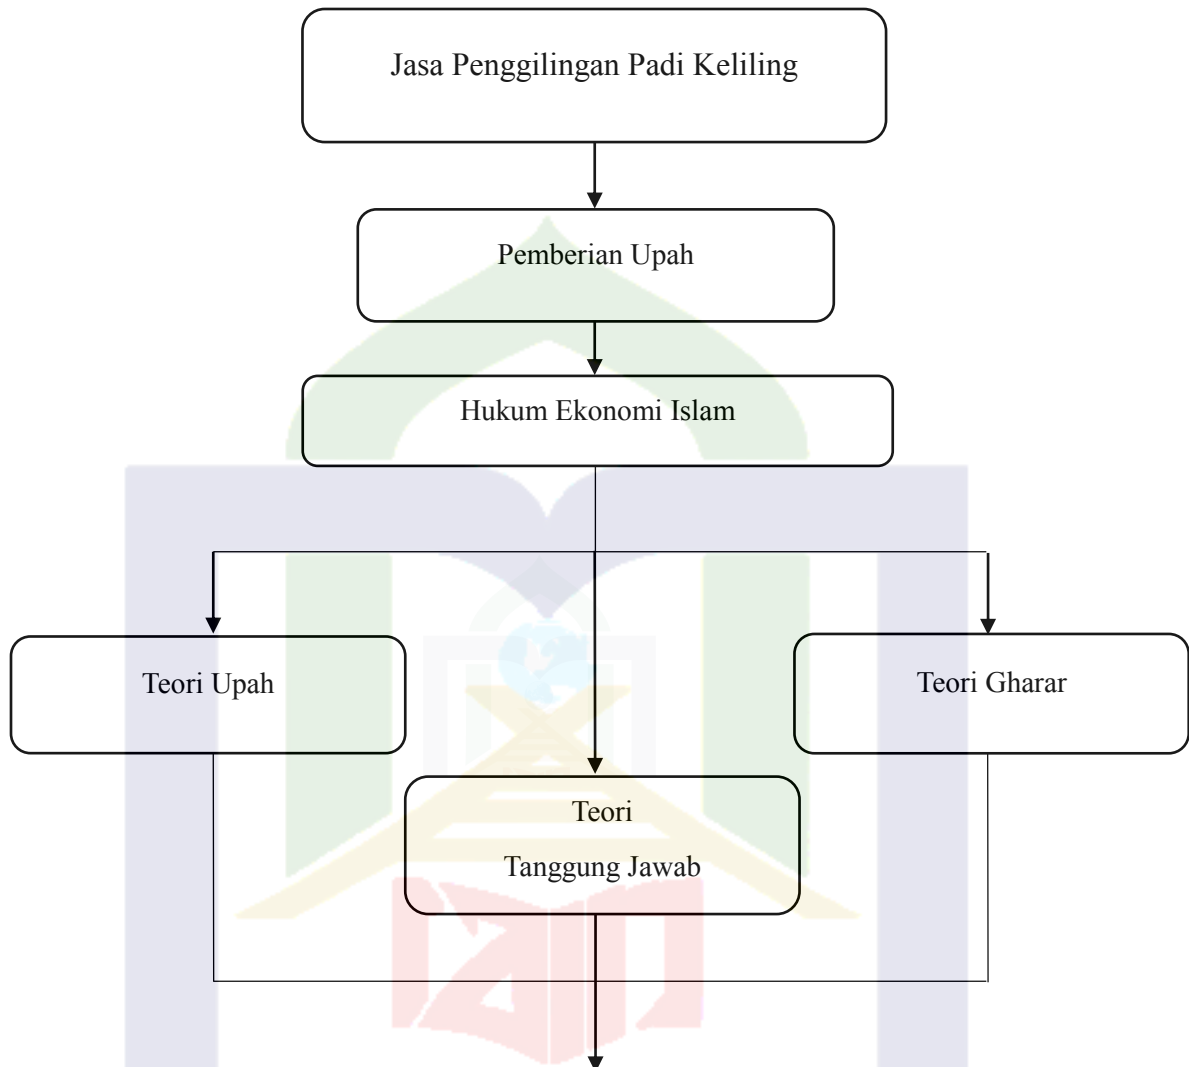 Jasa Penggilingan Padi Keliling
Pemberian Upah
Hukum Ekonomi Islam
Teori Upah
Teori Gharar
Teori
Tanggung Jawab